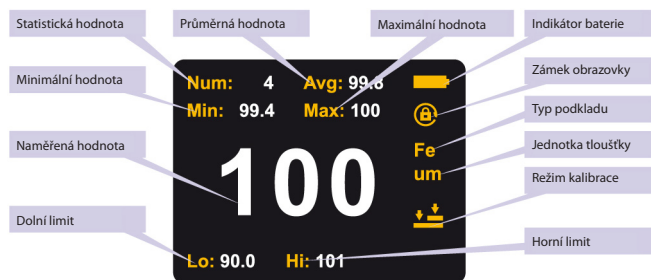 Statistická hodnota
Průměrná hodnota
Maximální hodnota
Indikátor baterie
Minimální hodnota
Num: 4 Avg: 99.8
Zámek obrazovky
Min: 99.4 Max: 100
Typ podkladu
Naměřená hodnota
100
Fe
Jednotka tloušťky
um
Režim kalibrace
Dolní limit
Horní limit
Lo: 90.0 Hi: 101